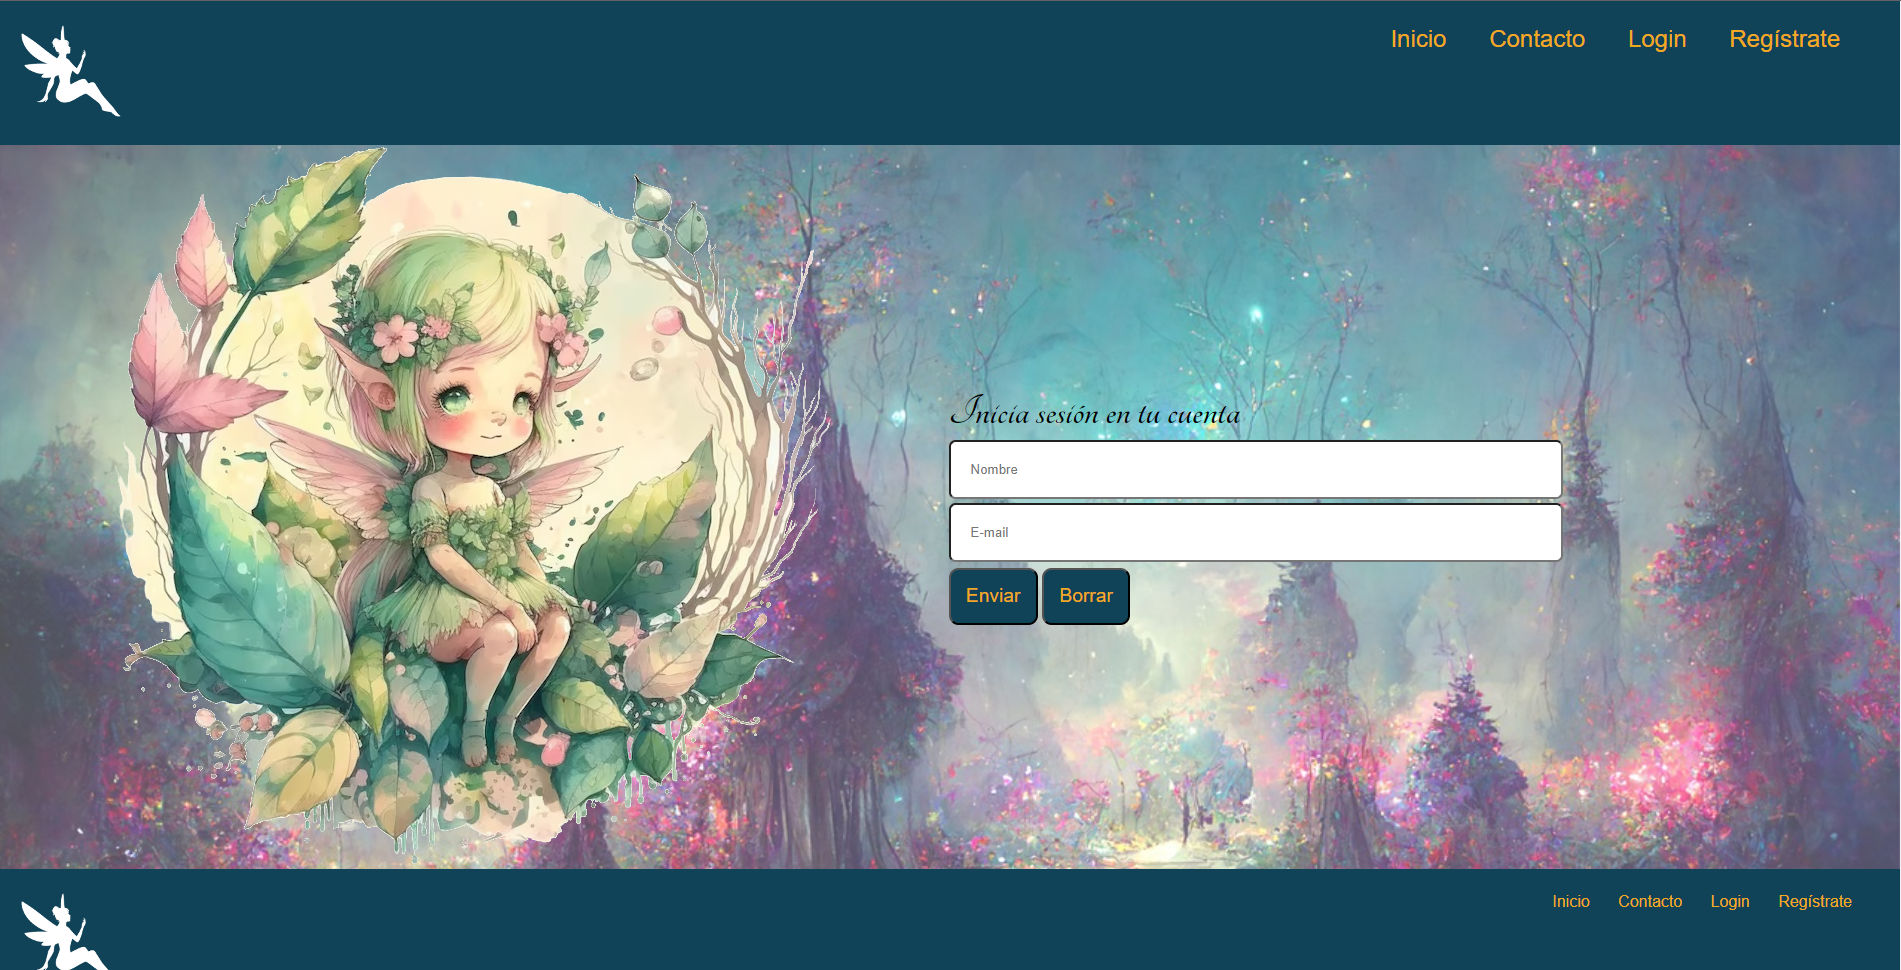 Inicio Contacto Login Regístrate
Inicia sesión en tu cuenta
Nombre
E-mail
Enviar Borrar
Inicio Contacto Login Regístrate